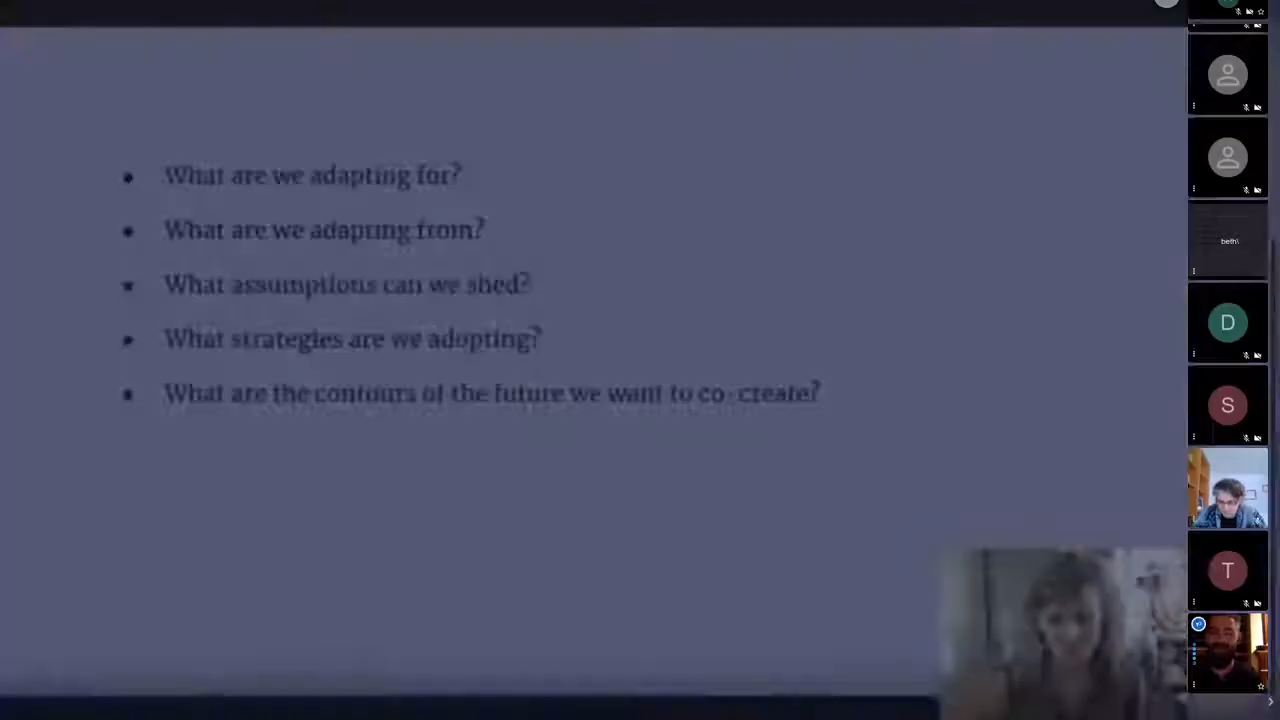 What are we adapting for?
What are we adapting from?
What assumptions can we shed?
What strategies are we adopting?
What are the contours of the future we want to co-create?
beth\
D
S
T